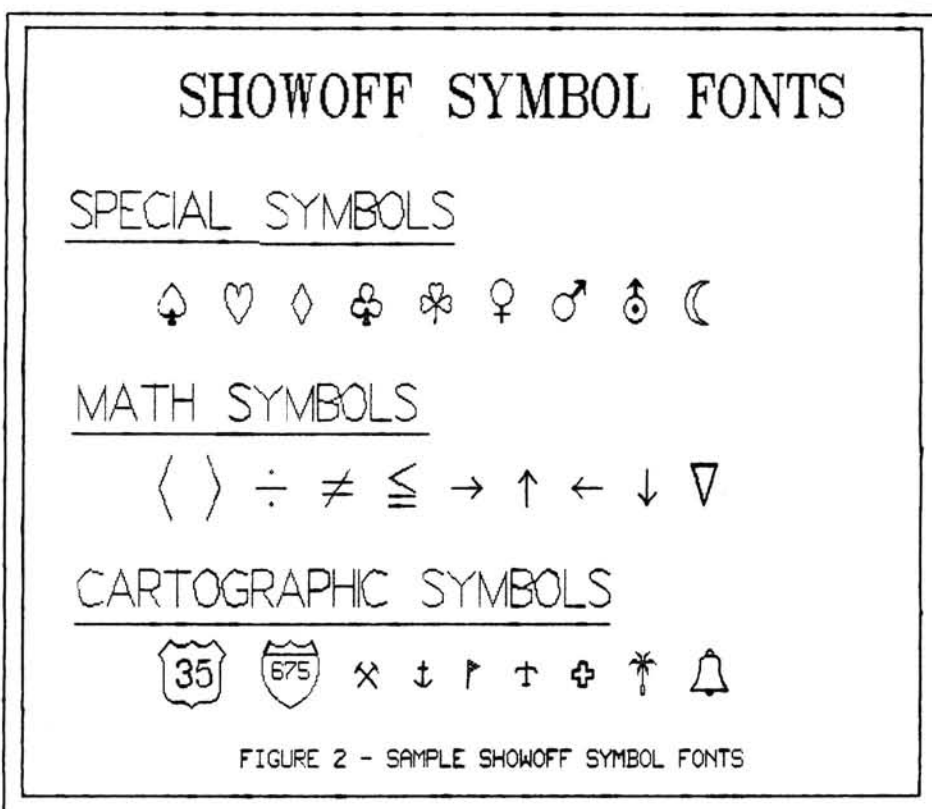 SHOWOFF SYMBOL FONTS
SPECIAL SYMBOLS
♠ ♡ ♢ ♣ ☘ ♀ ♂ ⛢ ☾
MATH SYMBOLS
〈 〉 ÷ ≠ ≦ → ↑ ← ↓ ∇
CARTOGRAPHIC SYMBOLS
35 675
FIGURE 2 - SAMPLE SHOWOFF SYMBOL FONTS